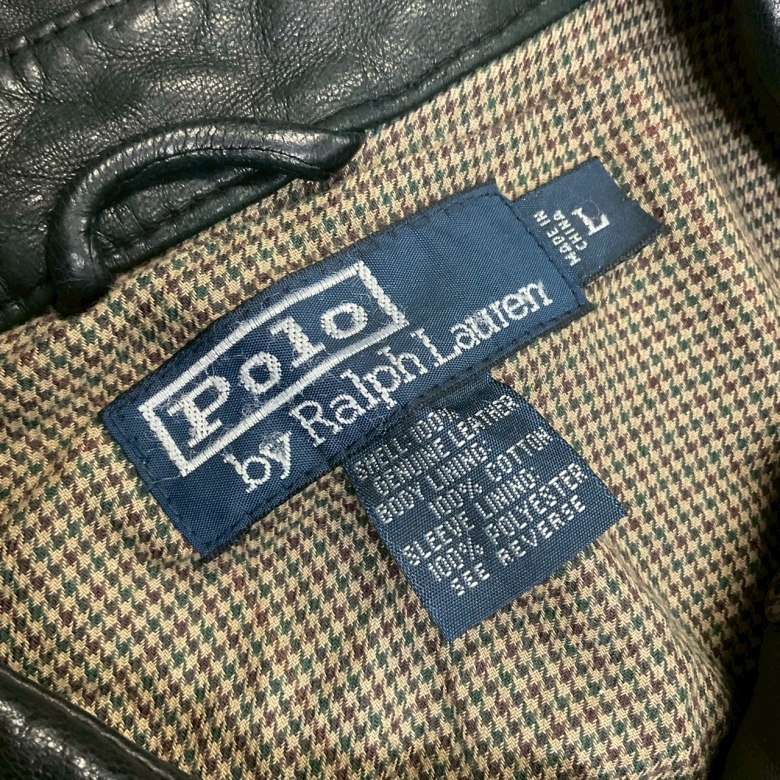 Polo
by Ralph Lauren
L
MADE IN
CHINA
SHELL: 100%
GENUINE LEATHER
BODY LINING:
100% COTTON
SLEEVE LINING:
100% POLYESTER
SEE REVERSE